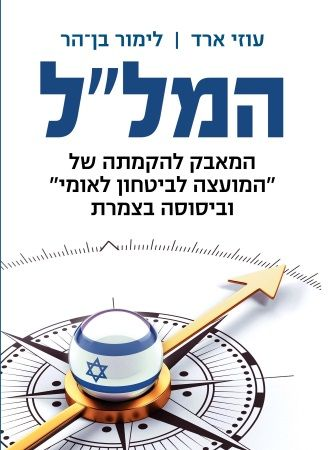 עוזי ארד | לימור בן־הר
המל"ל
המאבק להקמתה של
"המועצה לביטחון לאומי"
וביסוסה בצמרת